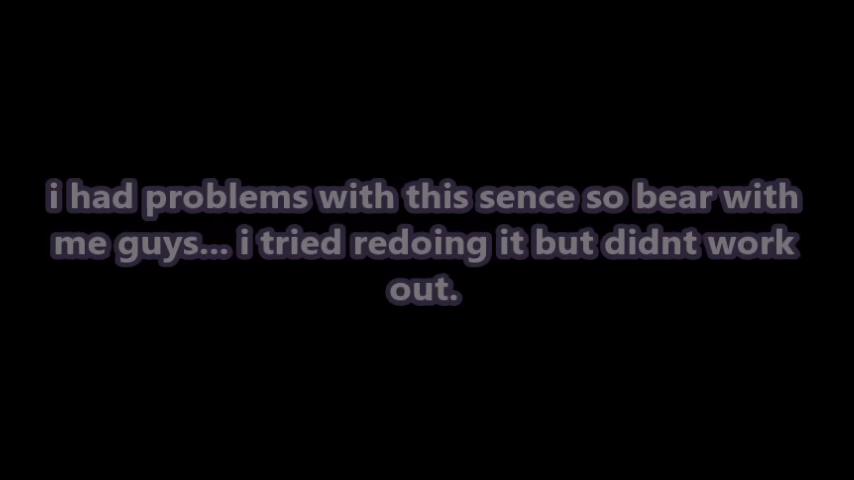 i had problems with this sence so bear with
me guys... i tried redoing it but didnt work
out.